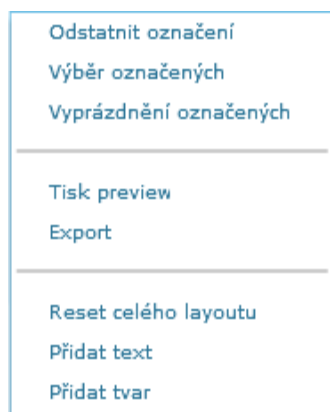 Odstatnit označení
Výběr označených
Vyprázdnění označených
Tisk preview
Export
Reset celého layoutu
Přidat text
Přidat tvar